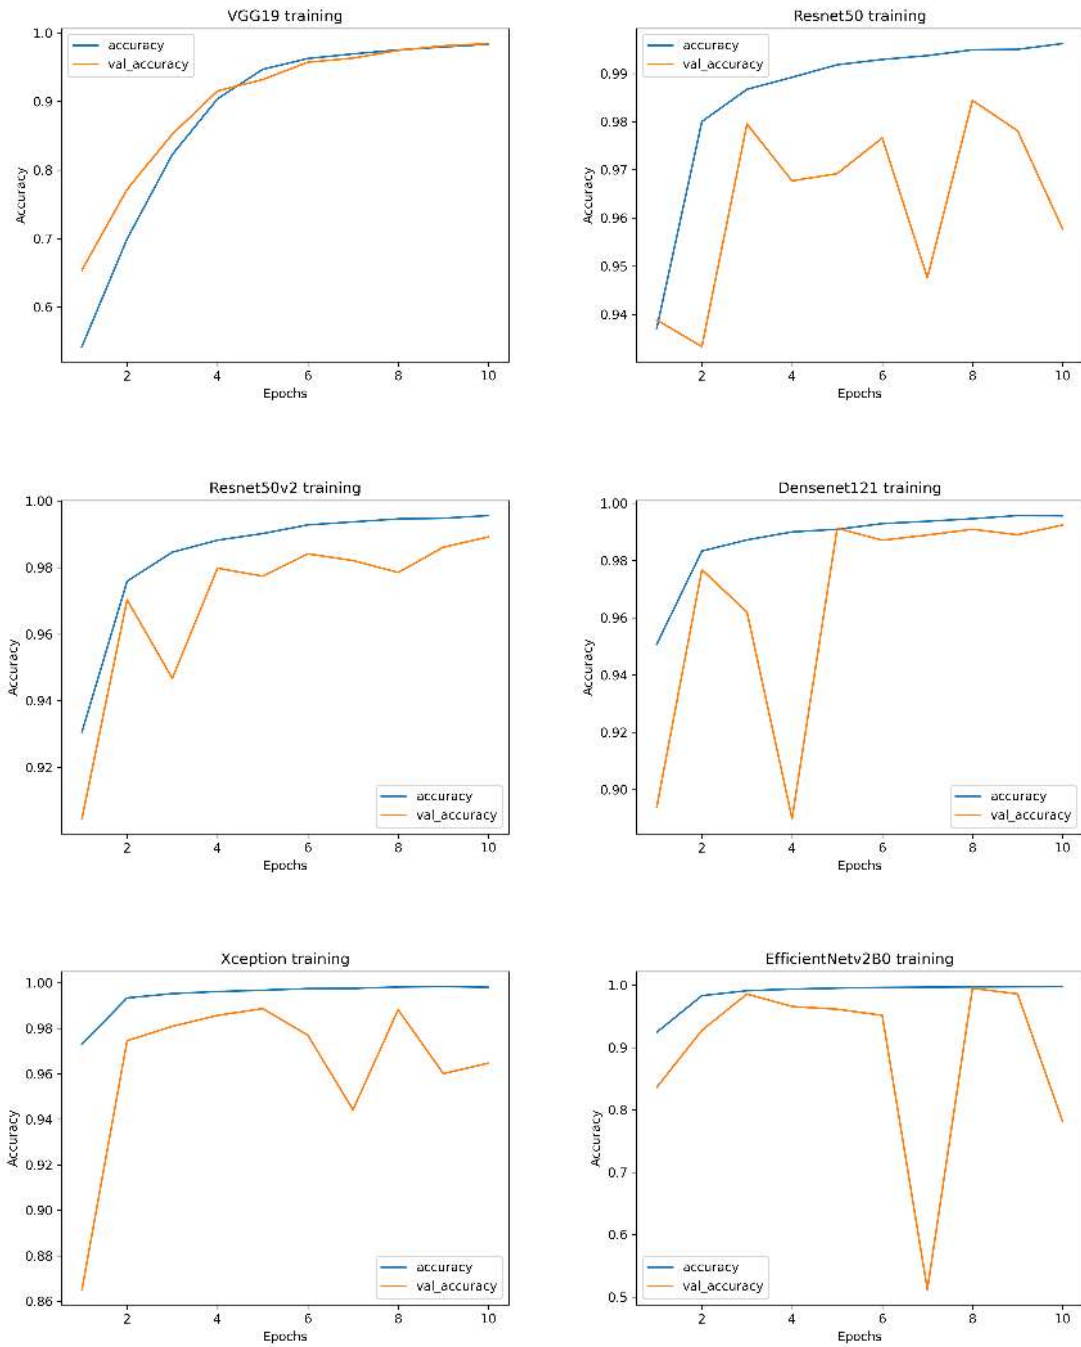 VGG19 training
1.0
0.9
0.8
0.7
0.6
Accuracy
accuracy
val_accuracy
2 4 6 8 10
Epochs
Resnet50 training
0.99
0.98
0.97
0.96
0.95
0.94
Accuracy
accuracy
val_accuracy
2 4 6 8 10
Epochs
Resnet50v2 training
1.00
0.98
0.96
0.94
0.92
Accuracy
accuracy
val_accuracy
2 4 6 8 10
Epochs
Densenet121 training
1.00
0.98
0.96
0.94
0.92
0.90
Accuracy
accuracy
val_accuracy
2 4 6 8 10
Epochs
Xception training
1.00
0.98
0.96
0.94
0.92
0.90
0.88
0.86
Accuracy
accuracy
val_accuracy
2 4 6 8 10
Epochs
EfficientNetv2B0 training
1.0
0.9
0.8
0.7
0.6
0.5
Accuracy
accuracy
val_accuracy
2 4 6 8 10
Epochs